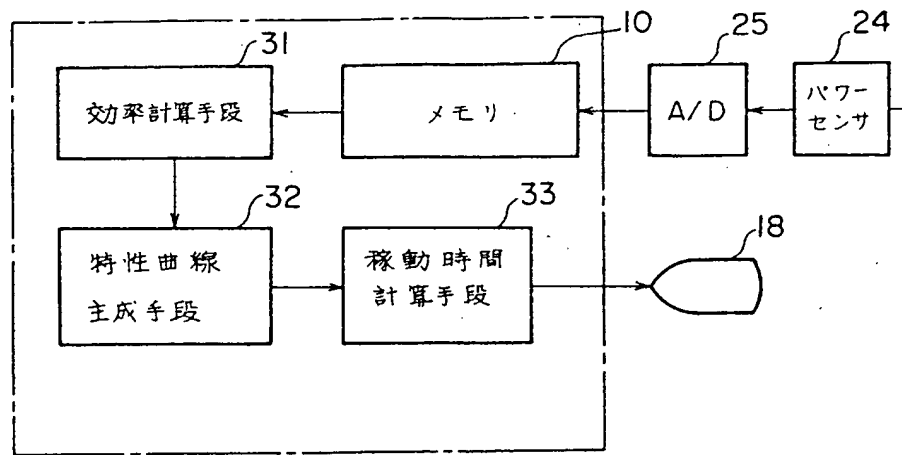 31
10
25
24
効率計算手段
メモリ
A/D
パワー
センサ
32
33
18
特性曲線
主成手段
稼動時間
計算手段